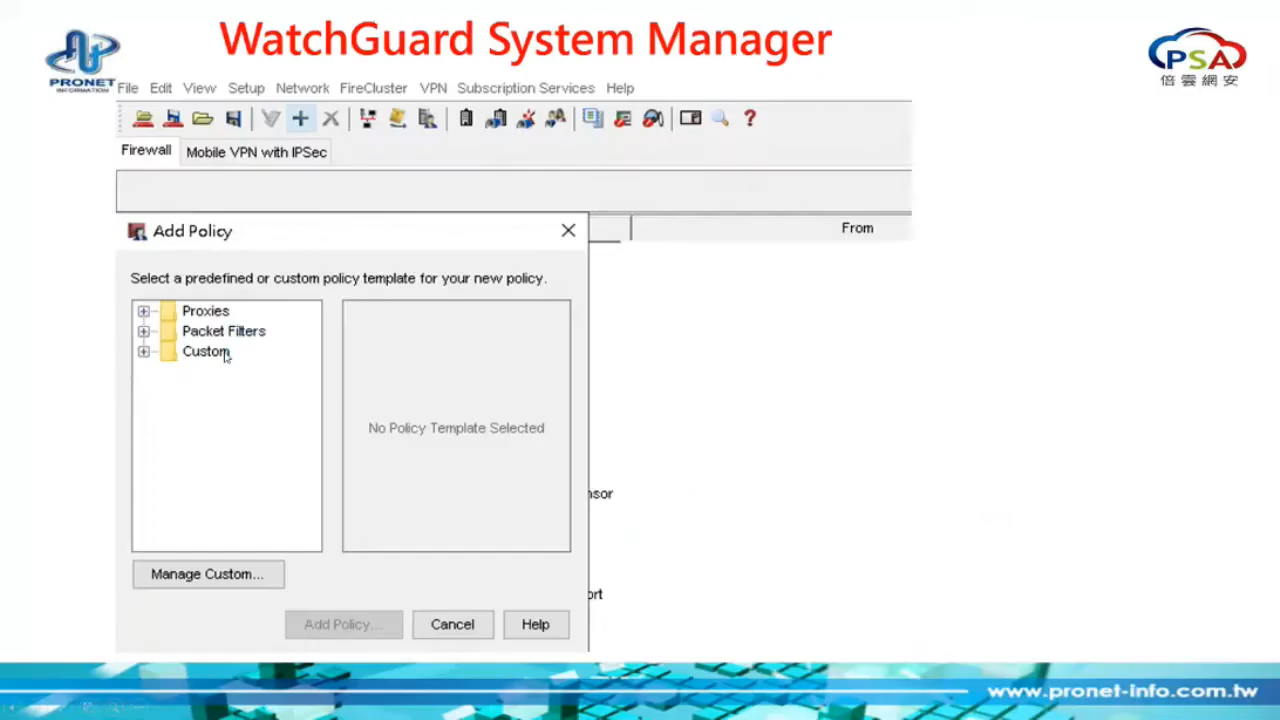 WatchGuard System Manager
PRONET
INFORMATION
PSA
倍雲網安
File Edit View Setup Network FireCluster VPN Subscription Services Help
Firewall Mobile VPN with IPSec
From
Add Policy
Select a predefined or custom policy template for your new policy.
Proxies
Packet Filters
Custom
No Policy Template Selected
nsor
Manage Custom...
ort
Add Policy... Cancel Help
www.pronet-info.com.tw